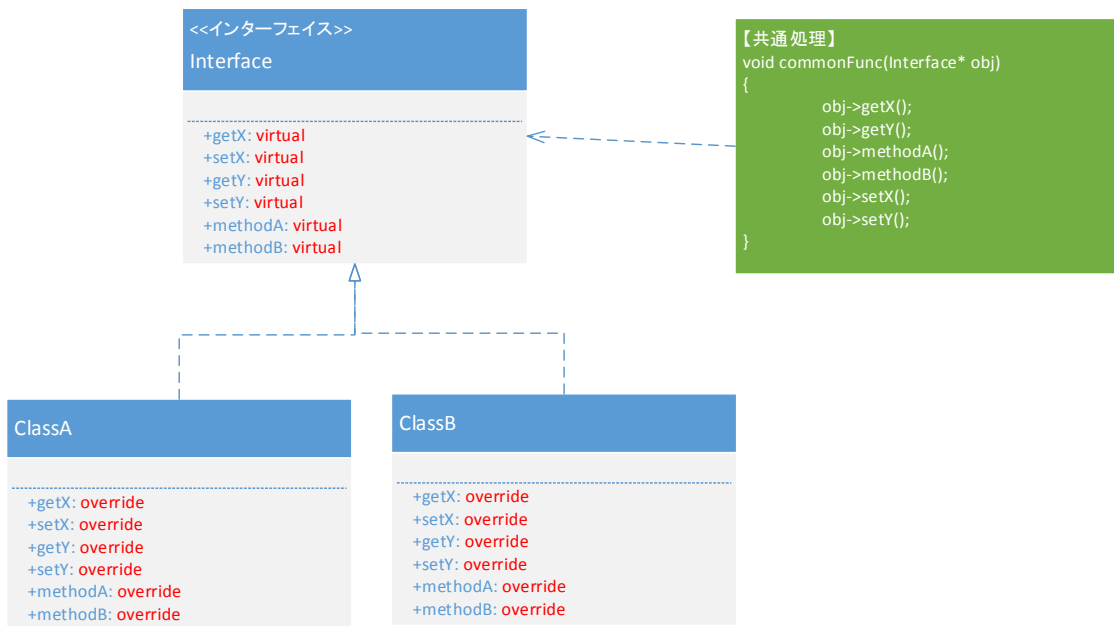 <<インターフェイス>>
Interface
+getX: virtual
+setX: virtual
+getY: virtual
+setY: virtual
+methodA: virtual
+methodB: virtual
【共通処理】
void commonFunc(Interface* obj)
{
obj->getX();
obj->getY();
obj->methodA();
obj->methodB();
obj->setX();
obj->setY();
}
ClassA
+getX: override
+setX: override
+getY: override
+setY: override
+methodA: override
+methodB: override
ClassB
+getX: override
+setX: override
+getY: override
+setY: override
+methodA: override
+methodB: override